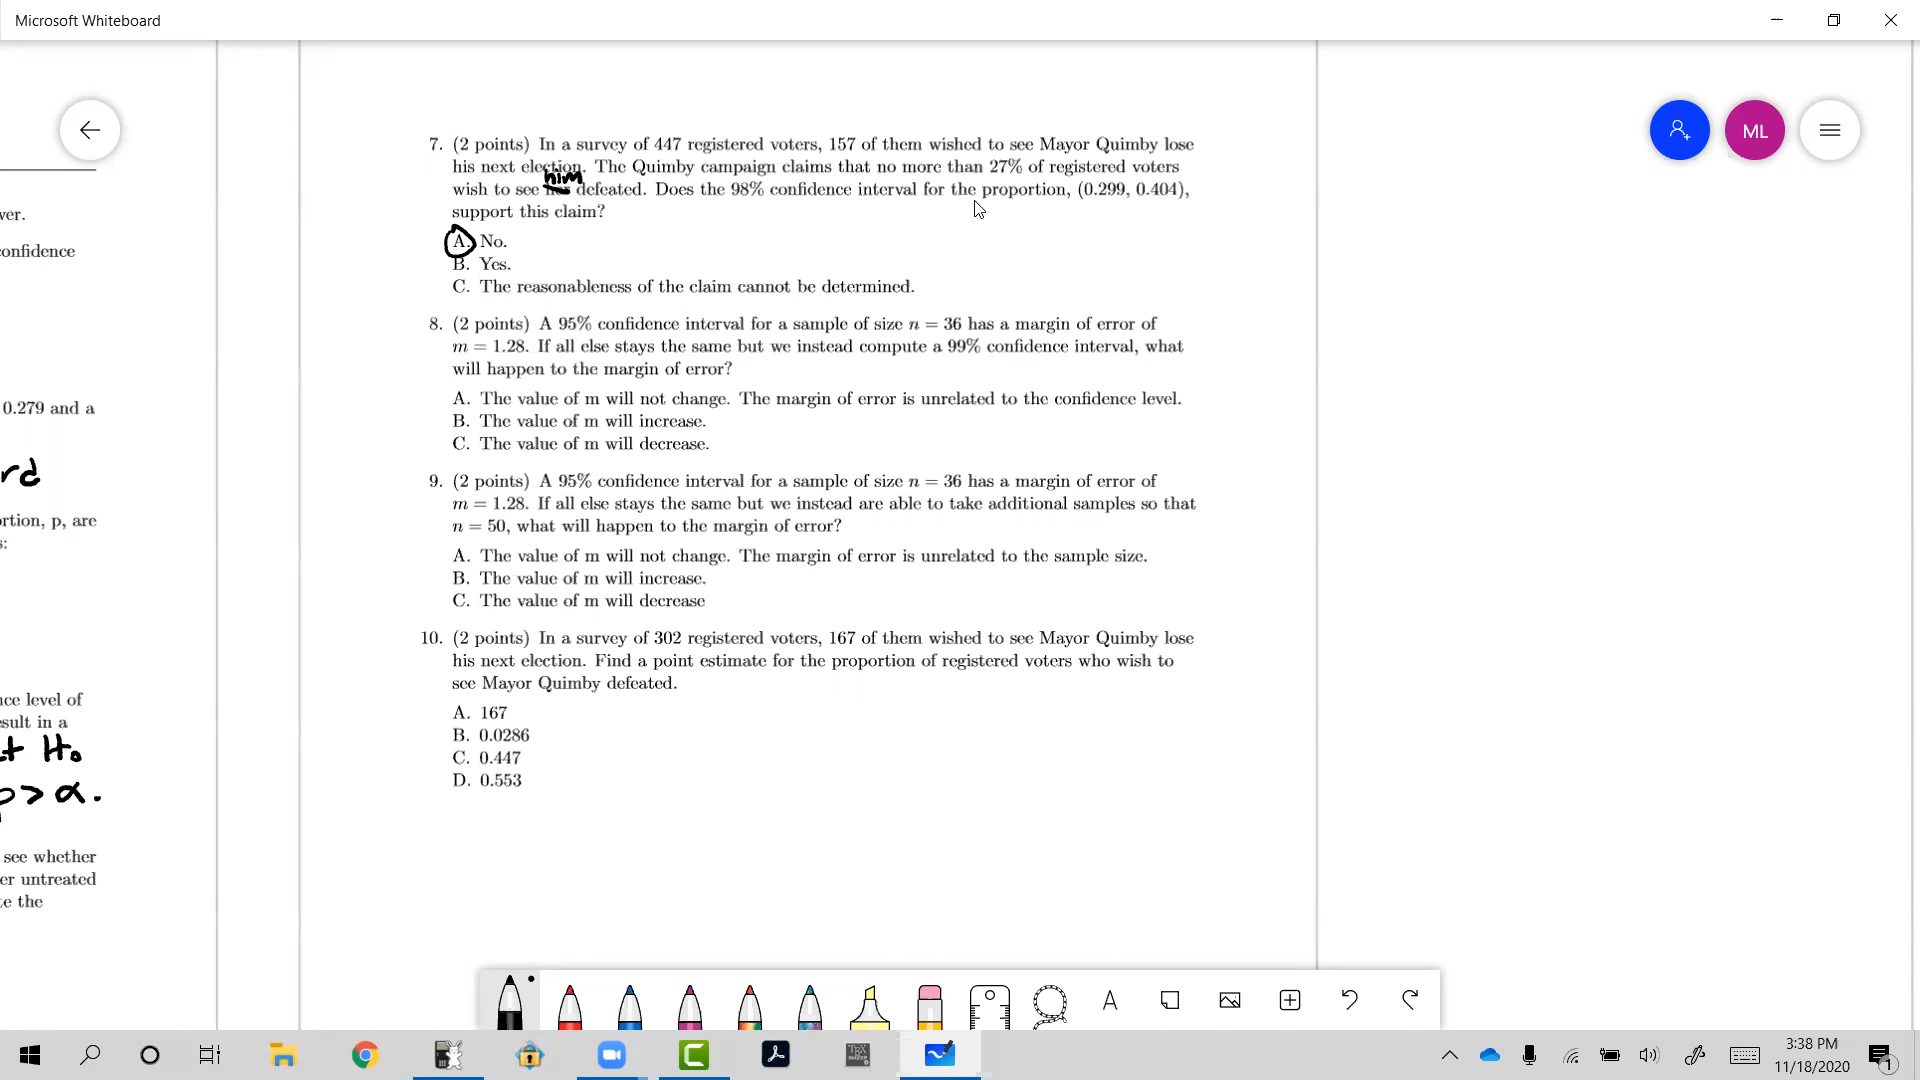 Microsoft Whiteboard
ver.
confidence
0.279 and a
rd
ortion, p, are
s:
nce level of
esult in a
t H₀
p > α.
see whether
er untreated
te the
ML
7. (2 points) In a survey of 447 registered voters, 157 of them wished to see Mayor Quimby lose
his next election. The Quimby campaign claims that no more than 27% of registered voters
him
wish to see her defeated. Does the 98% confidence interval for the proportion, (0.299, 0.404),
support this claim?
A. No.
B. Yes.
C. The reasonableness of the claim cannot be determined.
8. (2 points) A 95% confidence interval for a sample of size n = 36 has a margin of error of
m = 1.28. If all else stays the same but we instead compute a 99% confidence interval, what
will happen to the margin of error?
A. The value of m will not change. The margin of error is unrelated to the confidence level.
B. The value of m will increase.
C. The value of m will decrease.
9. (2 points) A 95% confidence interval for a sample of size n = 36 has a margin of error of
m = 1.28. If all else stays the same but we instead are able to take additional samples so that
n = 50, what will happen to the margin of error?
A. The value of m will not change. The margin of error is unrelated to the sample size.
B. The value of m will increase.
C. The value of m will decrease
10. (2 points) In a survey of 302 registered voters, 167 of them wished to see Mayor Quimby lose
his next election. Find a point estimate for the proportion of registered voters who wish to
see Mayor Quimby defeated.
A. 167
B. 0.0286
C. 0.447
D. 0.553
A
3:38 PM
11/18/2020
1